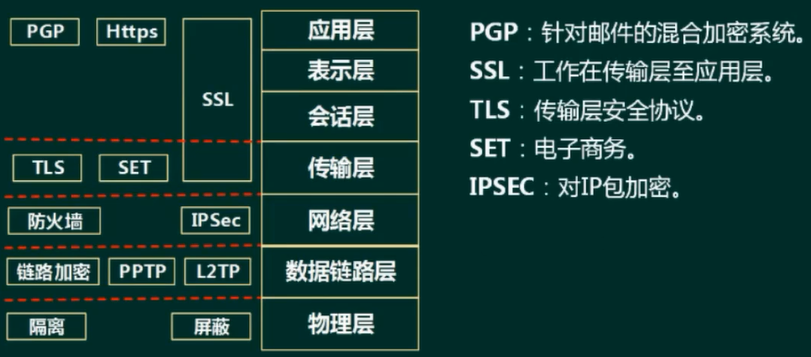 PGP Https
SSL
TLS SET
防火墙 IPSec
链路加密 PPTP L2TP
隔离 屏蔽
应用层
表示层
会话层
传输层
网络层
数据链路层
物理层
PGP：针对邮件的混合加密系统。
SSL：工作在传输层至应用层。
TLS：传输层安全协议。
SET：电子商务。
IPSEC：对IP包加密。